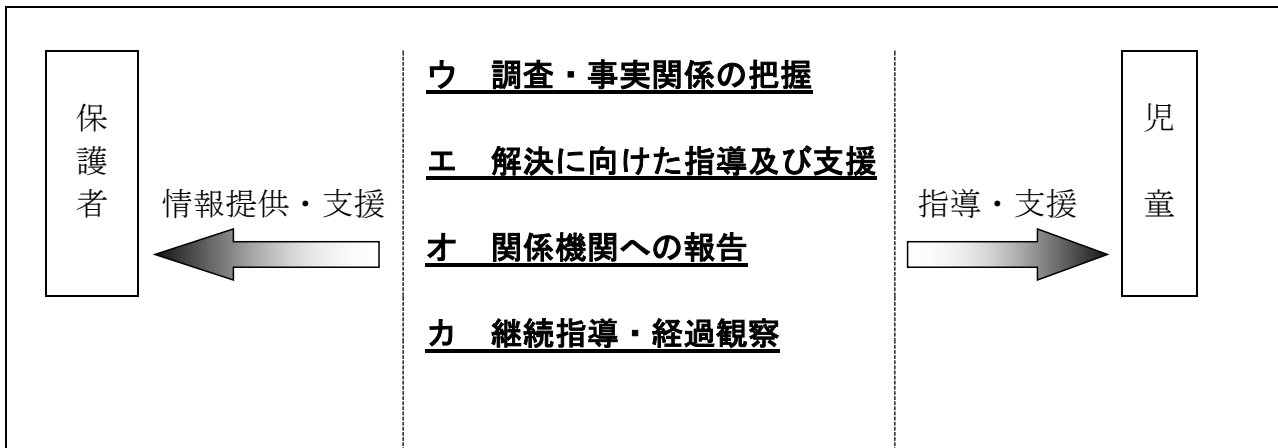 保護者
情報提供・支援
ウ　調査・事実関係の把握
エ　解決に向けた指導及び支援
オ　関係機関への報告
カ　継続指導・経過観察
指導・支援
児童